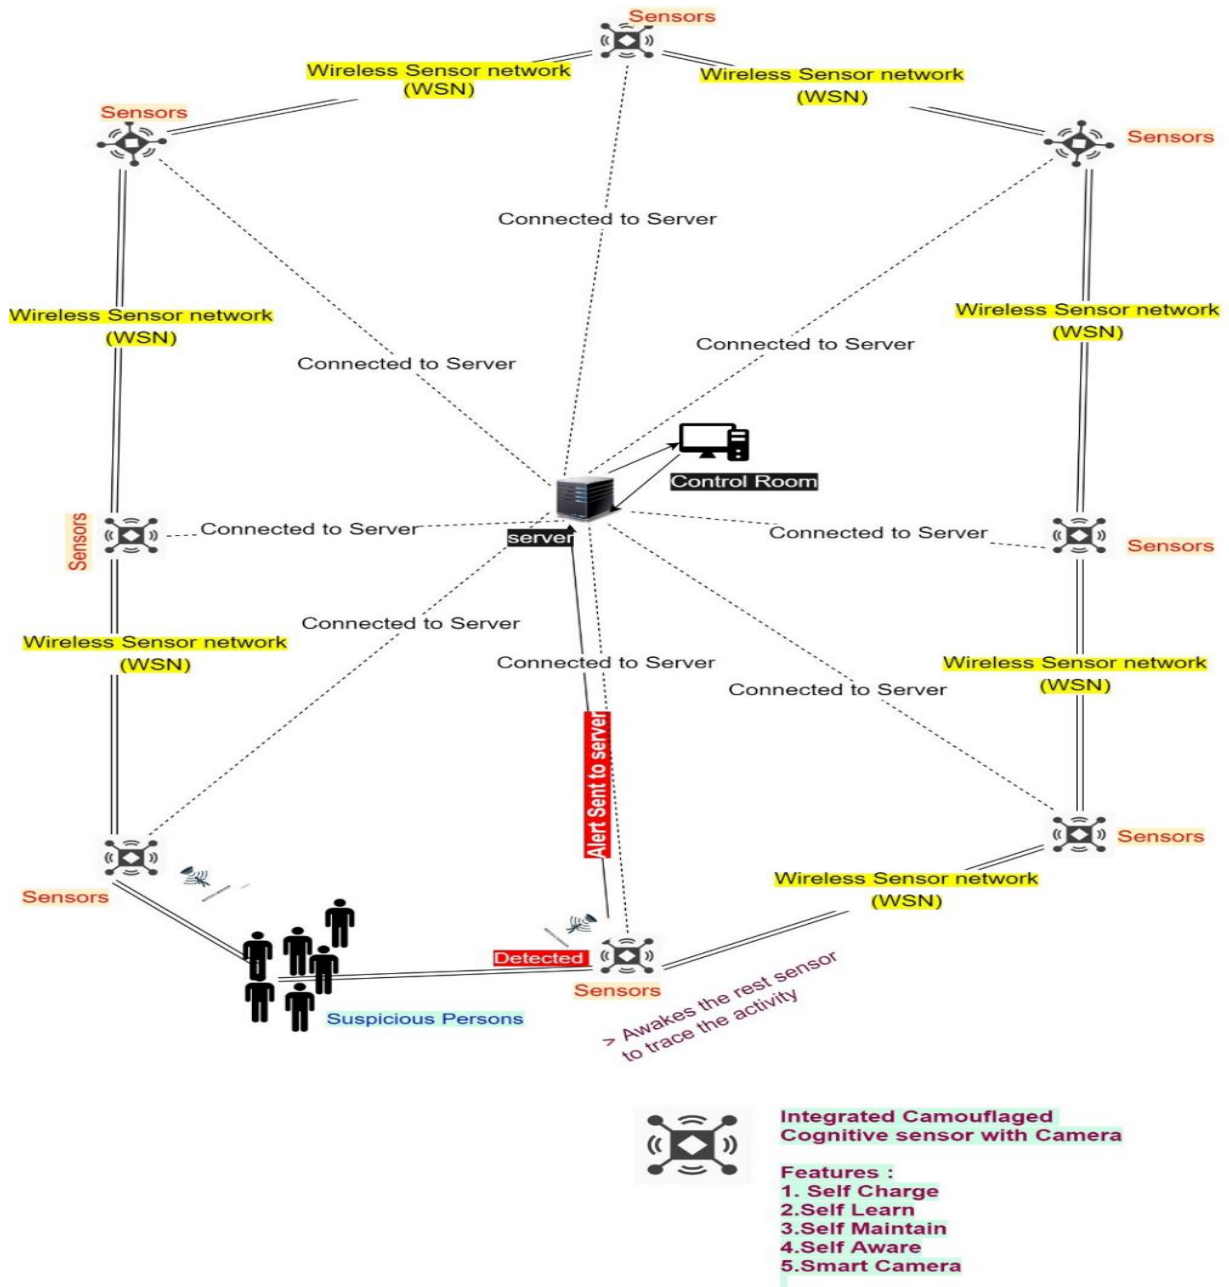 Sensors
Wireless Sensor network
(WSN)
Wireless Sensor network
(WSN)
Sensors
Sensors
Connected to Server
Wireless Sensor network
(WSN)
Wireless Sensor network
(WSN)
Connected to Server
Connected to Server
Control Room
Sensors
Connected to Server
server
Connected to Server
Sensors
Connected to Server
Wireless Sensor network
(WSN)
Connected to Server
Wireless Sensor network
(WSN)
Connected to Server
Alert Sent to server
Sensors
Sensors
Wireless Sensor network
(WSN)
Detected
Sensors
Suspicious Persons
> Awakes the rest sensor
to trace the activity
Integrated Camouflaged
Cognitive sensor with Camera
Features :
1. Self Charge
2.Self Learn
3.Self Maintain
4.Self Aware
5.Smart Camera